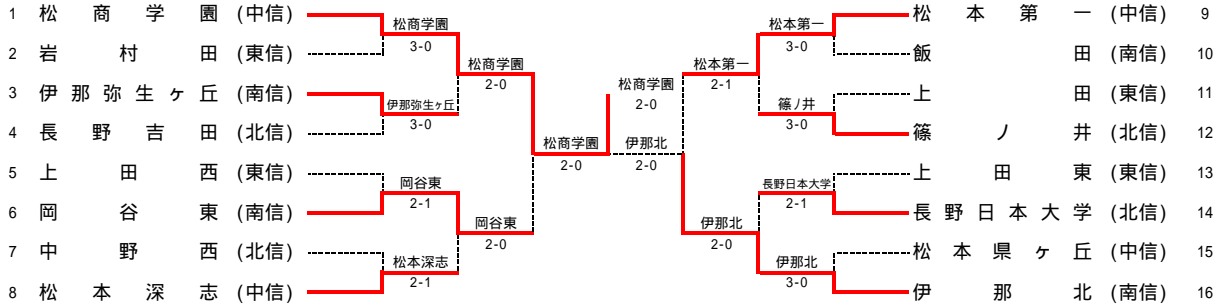 1 松商学園 (中信)
2 岩村田 (東信)
3 伊那弥生ヶ丘 (南信)
4 長野吉田 (北信)
5 上田西 (東信)
6 岡谷東 (南信)
7 中野西 (北信)
8 松本深志 (中信)
松商学園
3-0
伊那弥生ヶ丘
3-0
岡谷東
2-1
松本深志
2-1
松商学園
2-0
岡谷東
2-0
松商学園
2-0
松商学園
2-0
伊那北
2-0
松本第一
2-1
伊那北
2-0
松本第一
3-0
篠ノ井
3-0
長野日本大学
2-1
伊那北
3-0
松本第一 (中信) 9
飯田 (南信) 10
上田 (東信) 11
篠ノ井 (北信) 12
上田東 (東信) 13
長野日本大学 (北信) 14
松本県ヶ丘 (中信) 15
伊那北 (南信) 16